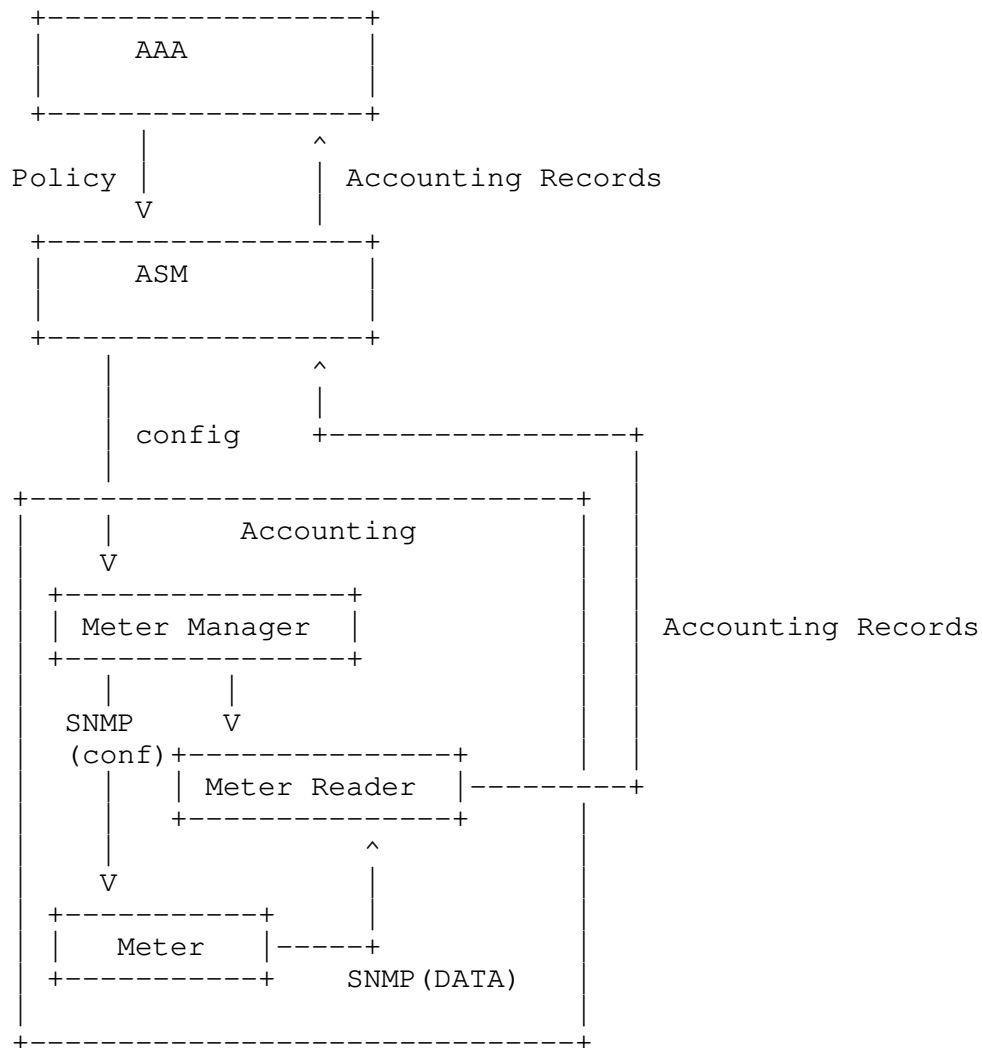 AAA
Policy
Accounting Records
ASM
config
Accounting
Meter Manager
Accounting Records
SNMP
(conf)
Meter Reader
Meter
SNMP(DATA)